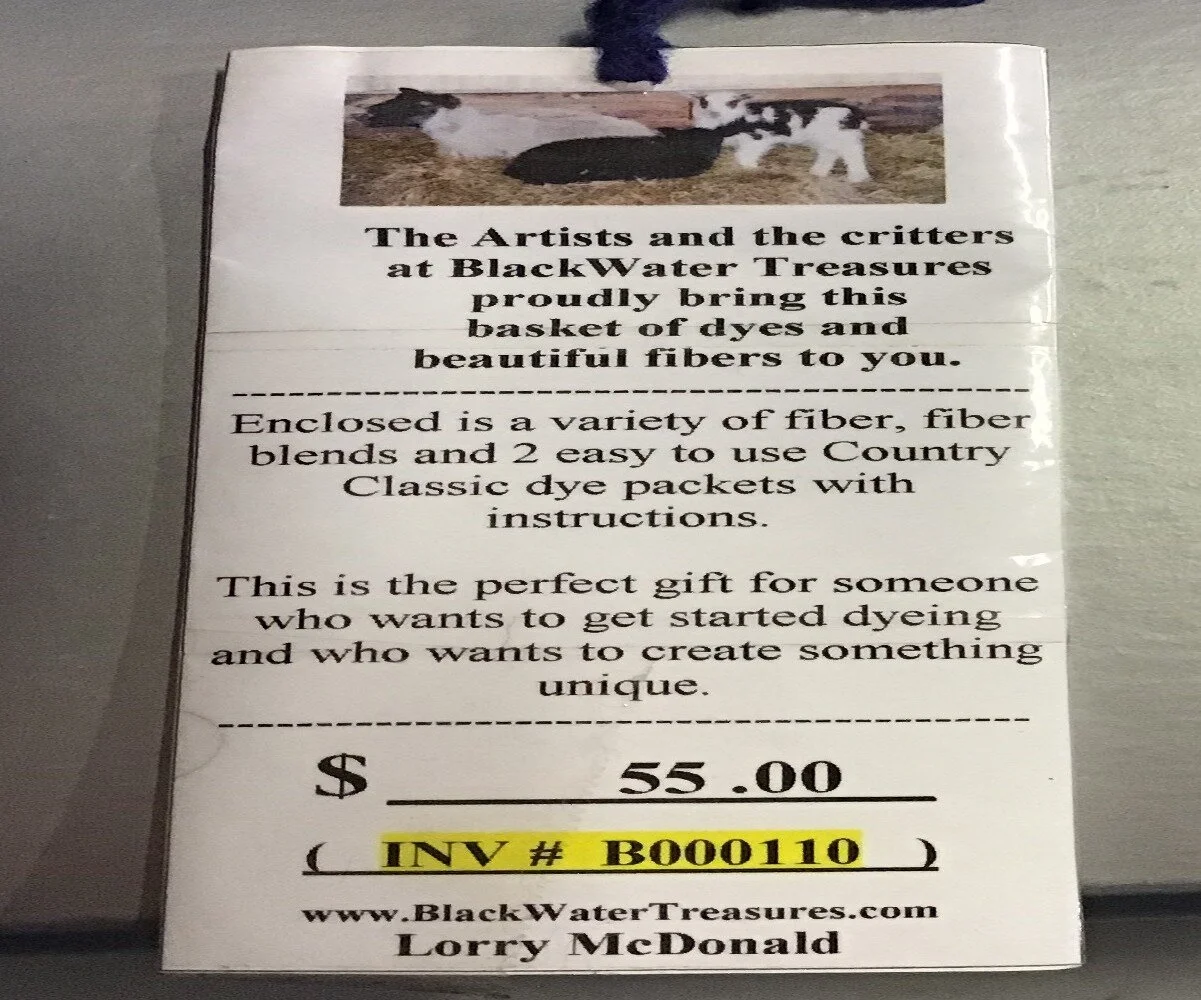 The Artists and the critters
at BlackWater Treasures
proudly bring this
basket of dyes and
beautiful fibers to you.
-----------------------------------------
Enclosed is a variety of fiber, fiber
blends and 2 easy to use Country
Classic dye packets with
instructions.
This is the perfect gift for someone
who wants to get started dyeing
and who wants to create something
unique.
-----------------------------------------
$ 55 .00
( INV # B000110 )
www.BlackWaterTreasures.com
Lorry McDonald